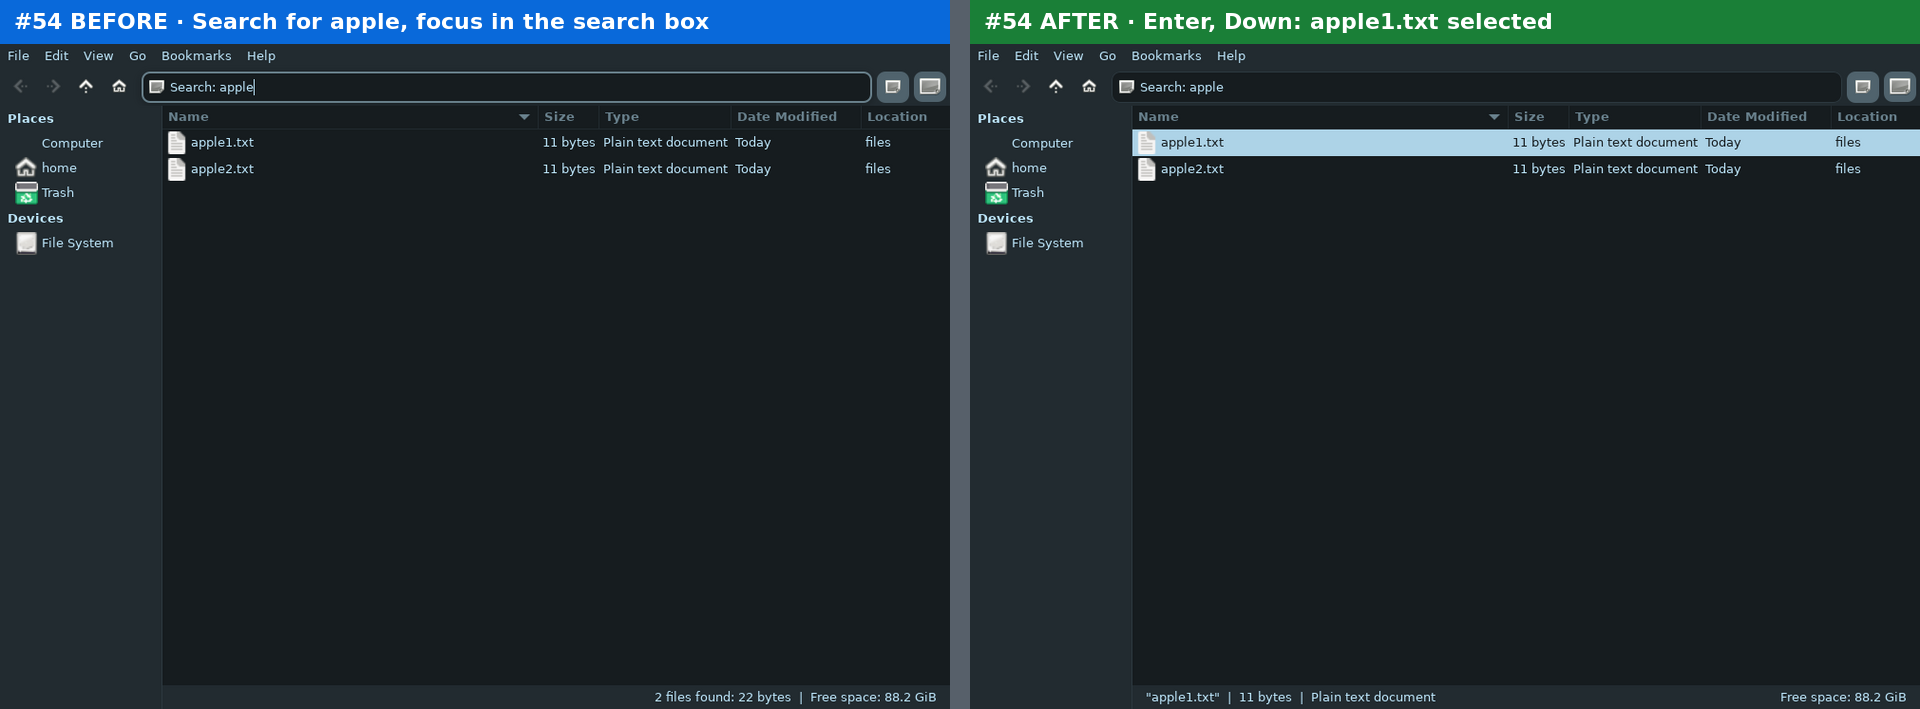 #54 BEFORE · Search for apple, focus in the search box
File Edit View Go Bookmarks Help
Search: apple
Places
Computer
home
Trash
Devices
File System
Name Size Type Date Modified Location
apple1.txt 11 bytes Plain text document Today files
apple2.txt 11 bytes Plain text document Today files
2 files found: 22 bytes | Free space: 88.2 GiB
#54 AFTER · Enter, Down: apple1.txt selected
File Edit View Go Bookmarks Help
Search: apple
Places
Computer
home
Trash
Devices
File System
Name Size Type Date Modified Location
apple1.txt 11 bytes Plain text document Today files
apple2.txt 11 bytes Plain text document Today files
"apple1.txt" | 11 bytes | Plain text document Free space: 88.2 GiB